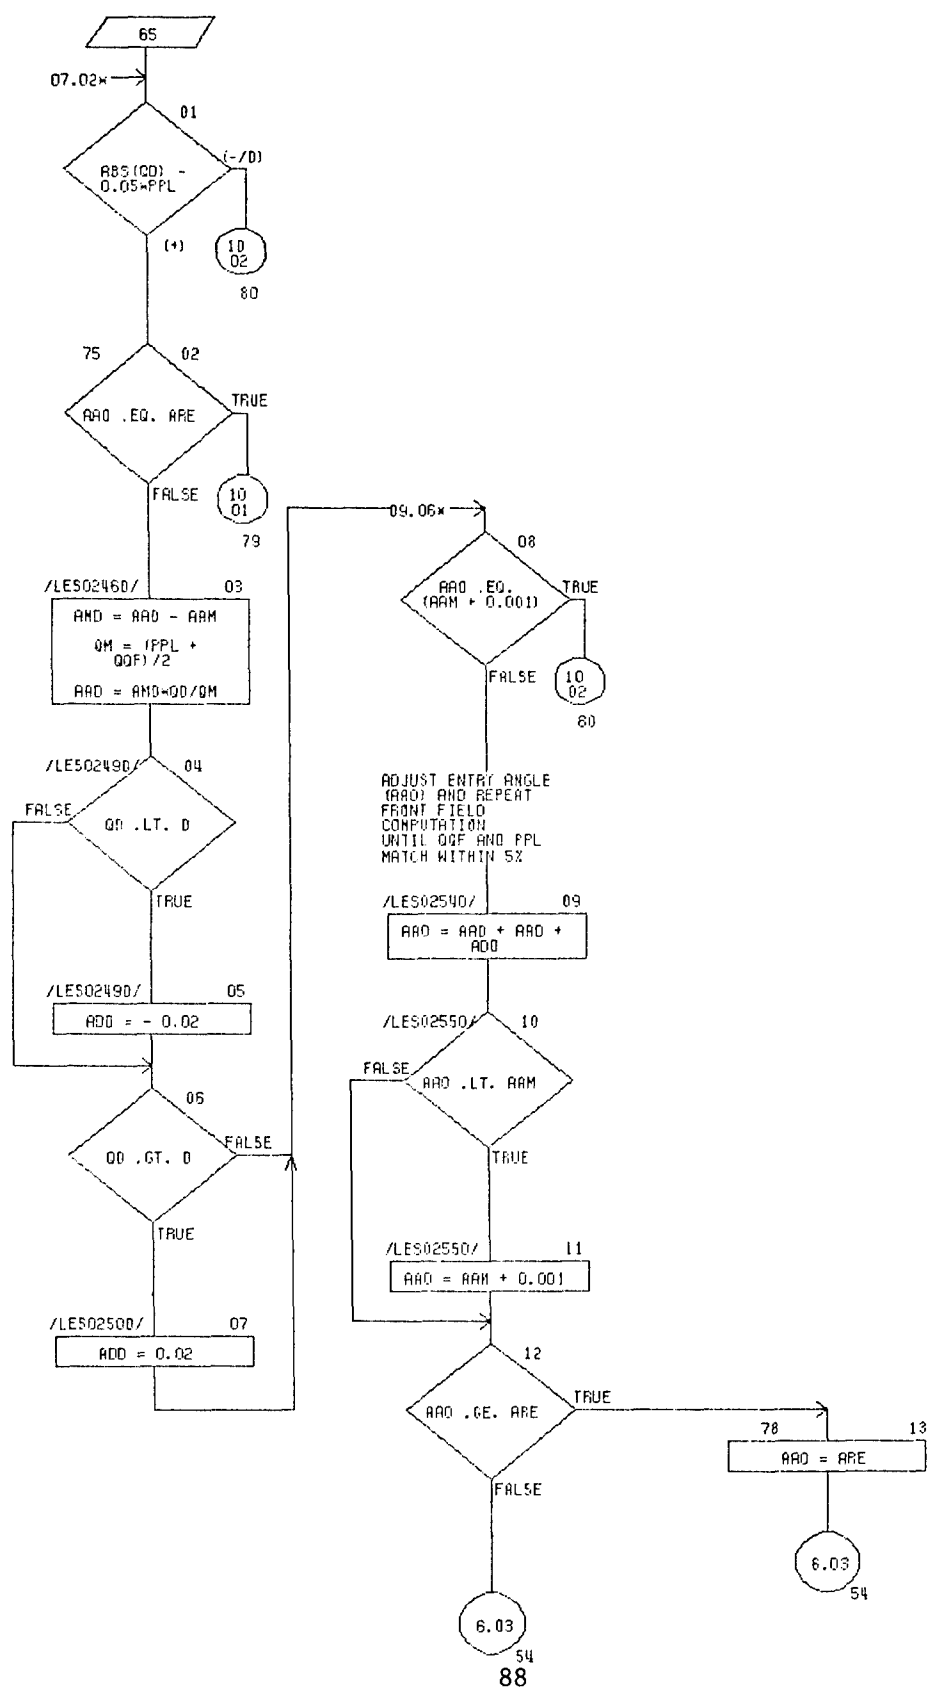 65
07.02*
01
ABS(QD) -
0.05*PPL
(-/0)
(+)
10
02
80
75
02
AAO .EQ. ARE
TRUE
10
01
79
FALSE
/LES02460/
03
AMD = AAO - AAM
QM = (PPL +
QQF)/2
AAD = AMD*QD/QM
/LES02490/
04
FALSE
QD .LT. 0
TRUE
/LES02490/
05
ADD = - 0.02
06
QD .GT. 0
FALSE
TRUE
/LES02500/
07
ADD = 0.02
09.06*
08
AAO .EQ.
(AAM + 0.001)
TRUE
10
02
80
FALSE
ADJUST ENTRY ANGLE
(AAO) AND REPEAT
FRONT FIELD
COMPUTATION
UNTIL QQF AND PPL
MATCH WITHIN 5%
/LES02540/
09
AAO = AAO + AAD +
ADD
/LES02550/
10
FALSE
AAO .LT. AAM
TRUE
/LES02550/
11
AAO = AAM + 0.001
12
AAO .GE. ARE
TRUE
FALSE
78
13
AAO = ARE
6.03
54
6.03
54
88